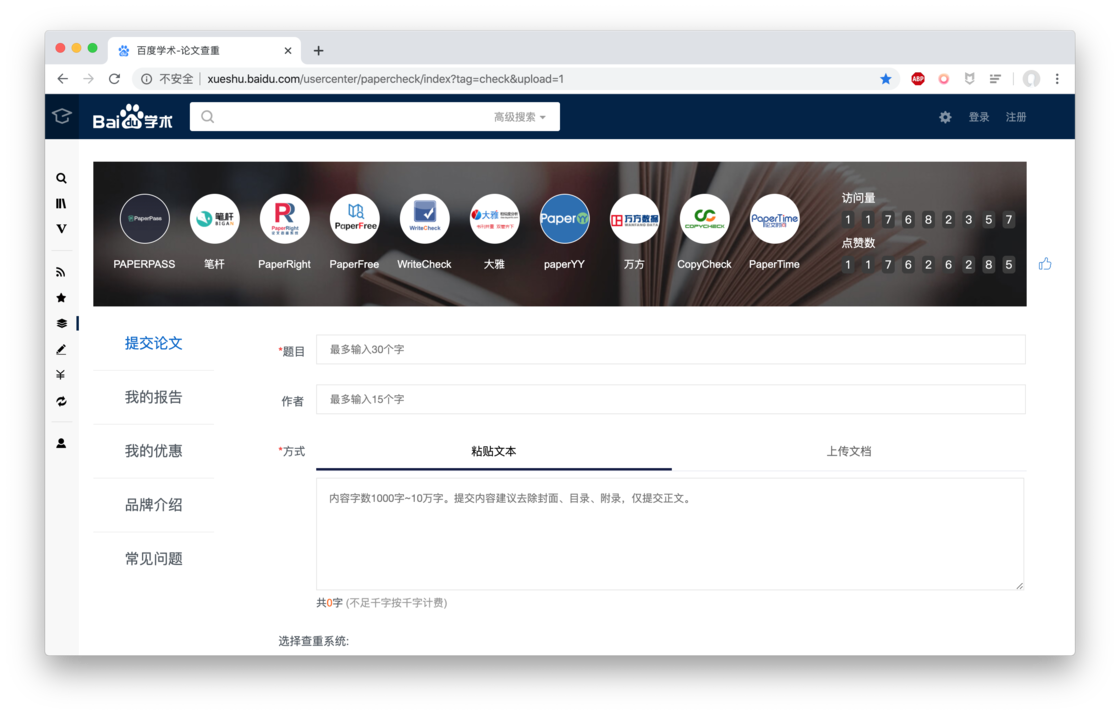 百度学术-论文查重
不安全 | xueshu.baidu.com/usercenter/papercheck/index?tag=check&upload=1
ABP
Bai du 学术
高级搜索
登录 注册
PaperPass
笔杆
BIGAN
PaperRight
PaperFree
WriteCheck
大雅
Paper
万方数据
WANFANG DATA
COPYCHECK
PaperTime
PAPERPASS 笔杆 PaperRight PaperFree WriteCheck 大雅 paperYY 万方 CopyCheck PaperTime
访问量
1 1 7 6 8 2 3 5 7
点赞数
1 1 7 6 2 6 2 8 5
提交论文
我的报告
我的优惠
品牌介绍
常见问题
*题目 最多输入30个字
作者 最多输入15个字
*方式 粘贴文本 上传文档
内容字数1000字~10万字。提交内容建议去除封面、目录、附录，仅提交正文。
共0字 (不足千字按千字计费)
选择查重系统: